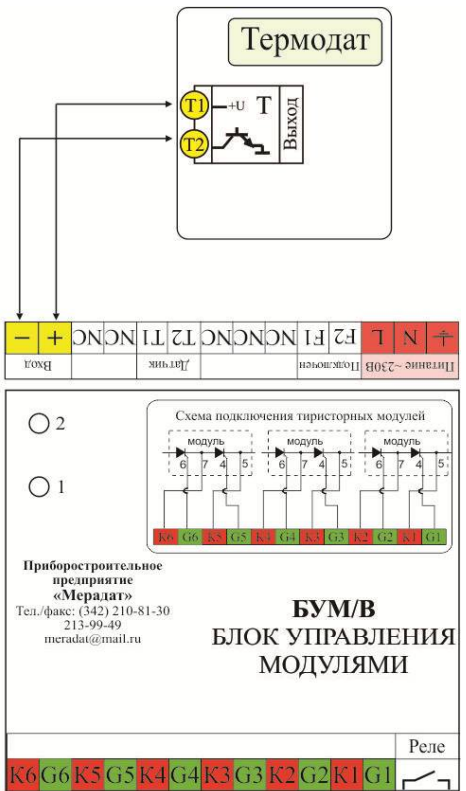 Термодат
T1 +U T Выход
T2
− + NC NC T1 T2 NC NC NC NC F1 F2 L N
Вход Датчик Подключен Питание ~230В
2
1
Схема подключения тиристорных модулей
модуль модуль модуль
6 7 4 5 6 7 4 5 6 7 4 5
K6 G6 K5 G5 K4 G4 K3 G3 K2 G2 K1 G1
Приборостроительное
предприятие
«Мерадат»
Тел./факс: (342) 210-81-30
213-99-49
meradat@mail.ru
БУМ/В
БЛОК УПРАВЛЕНИЯ
МОДУЛЯМИ
Реле
K6 G6 K5 G5 K4 G4 K3 G3 K2 G2 K1 G1